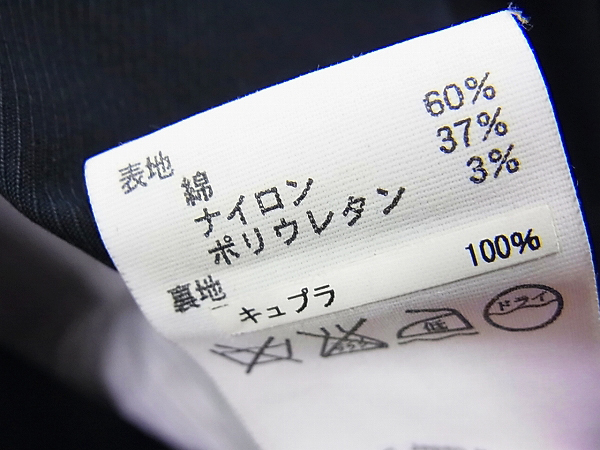 表地
綿 60%
ナイロン 37%
ポリウレタン 3%
裏地
キュプラ 100%
低
ドライ